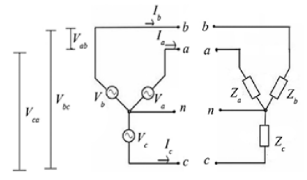 I_b
b
b
V_ab
I_a
a
a
V_bc
V_b
V_a
Z_a
Z_b
V_ca
n
n
V_c
Z_c
I_c
c
c